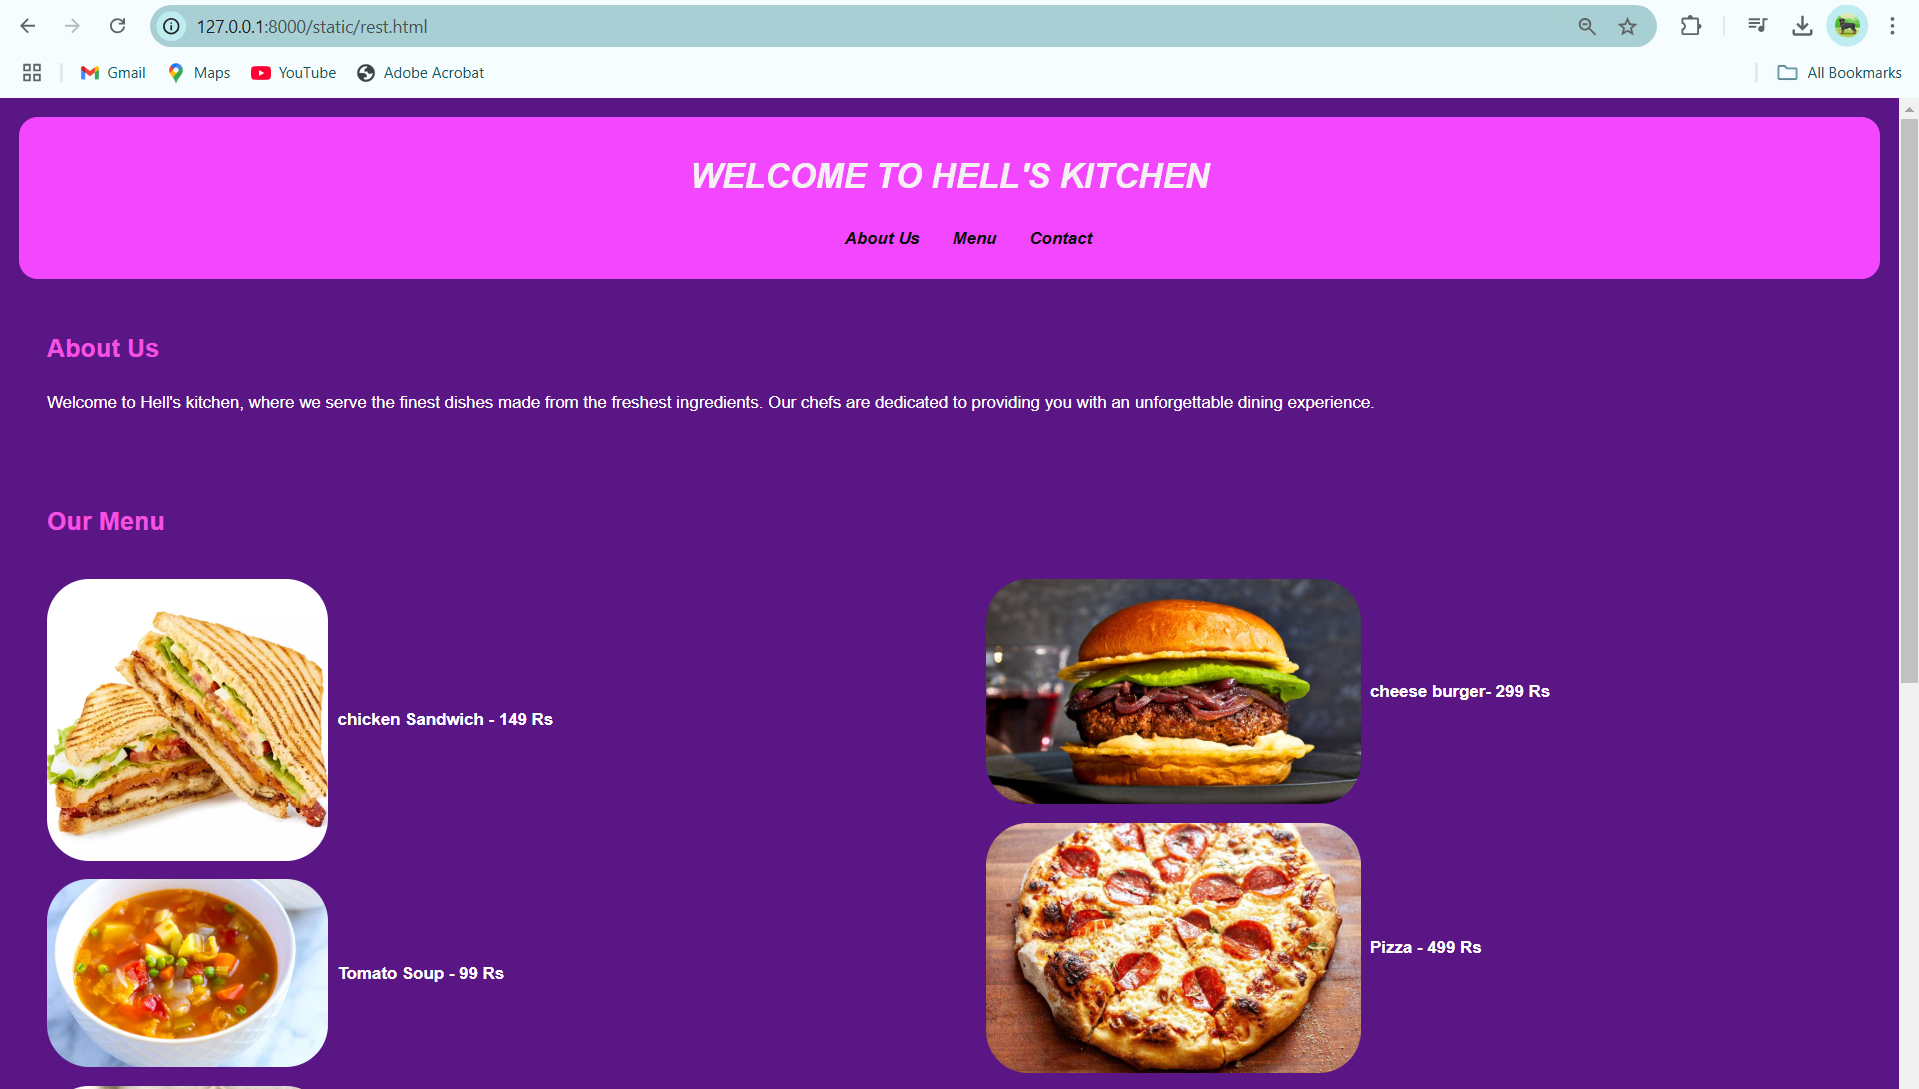 127.0.0.1:8000/static/rest.html
Gmail Maps YouTube Adobe Acrobat All Bookmarks
WELCOME TO HELL'S KITCHEN
About Us Menu Contact
About Us
Welcome to Hell's kitchen, where we serve the finest dishes made from the freshest ingredients. Our chefs are dedicated to providing you with an unforgettable dining experience.
Our Menu
chicken Sandwich - 149 Rs
cheese burger- 299 Rs
Tomato Soup - 99 Rs
Pizza - 499 Rs